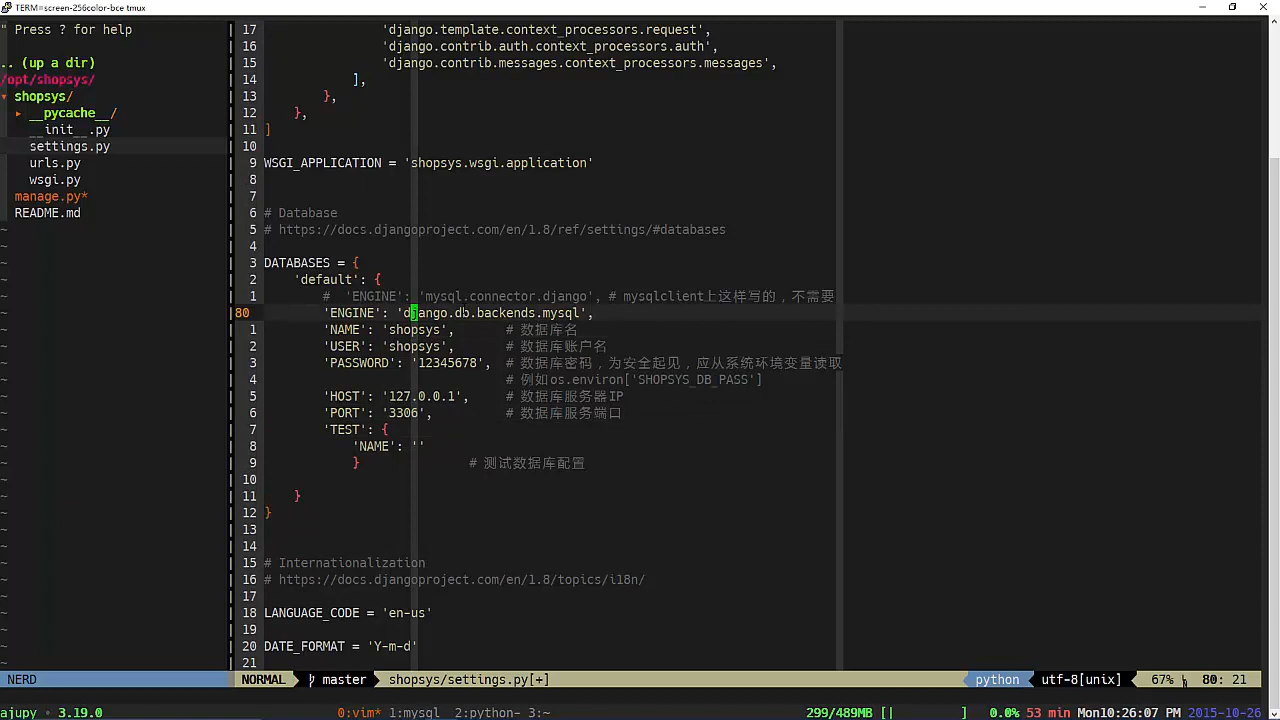 TERM=screen-256color-bce tmux
" Press ? for help
.. (up a dir)
/opt/shopsys/
▾ shopsys/
▸ __pycache__/
__init__.py
settings.py
urls.py
wsgi.py
manage.py*
README.md
17 'django.template.context_processors.request',
16 'django.contrib.auth.context_processors.auth',
15 'django.contrib.messages.context_processors.messages',
14 ],
13 },
12 },
11 ]
10
9 WSGI_APPLICATION = 'shopsys.wsgi.application'
8
7
6 # Database
5 # https://docs.djangoproject.com/en/1.8/ref/settings/#databases
4
3 DATABASES = {
2 'default': {
1 # 'ENGINE': 'mysql.connector.django', # mysqlclient上这样写的，不需要
80 'ENGINE': 'django.db.backends.mysql',
1 'NAME': 'shopsys', # 数据库名
2 'USER': 'shopsys', # 数据库账户名
3 'PASSWORD': '12345678', # 数据库密码，为安全起见，应从系统环境变量读取
4 # 例如os.environ['SHOPSYS_DB_PASS']
5 'HOST': '127.0.0.1', # 数据库服务器IP
6 'PORT': '3306', # 数据库服务端口
7 'TEST': {
8 'NAME': ''
9 } # 测试数据库配置
10
11 }
12 }
13
14
15 # Internationalization
16 # https://docs.djangoproject.com/en/1.8/topics/i18n/
17
18 LANGUAGE_CODE = 'en-us'
19
20 DATE_FORMAT = 'Y-m-d'
21
NERD NORMAL master shopsys/settings.py[+] python utf-8[unix] 67% 80: 21
ajupy • 3.19.0 0:vim* 1:mysql 2:python- 3:~ 299/489MB [| ] 0.0% 53 min Mon10:26:07 PM 2015-10-26